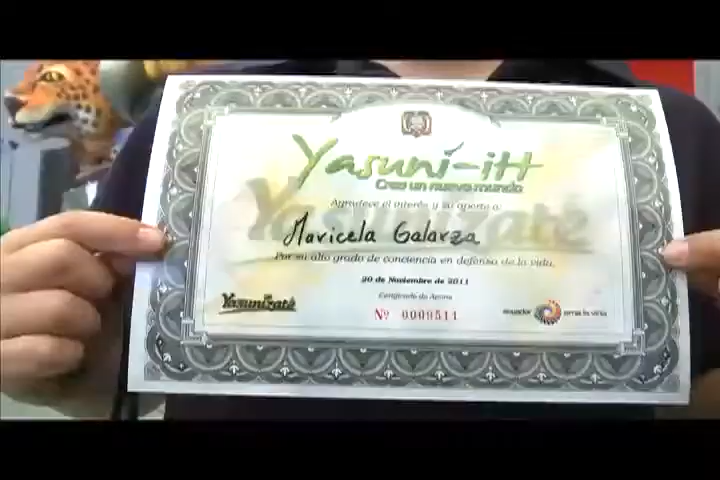 Yasuní-itt
Crea un nuevo mundo
Agradece el interés y su aporte a:
Maricela Galarza
Por su alto grado de conciencia en defensa de la vida.
20 de Noviembre de 2011
Certificado de Aporte
Nº 0009511
Yasunízate
ecuador ama la vida